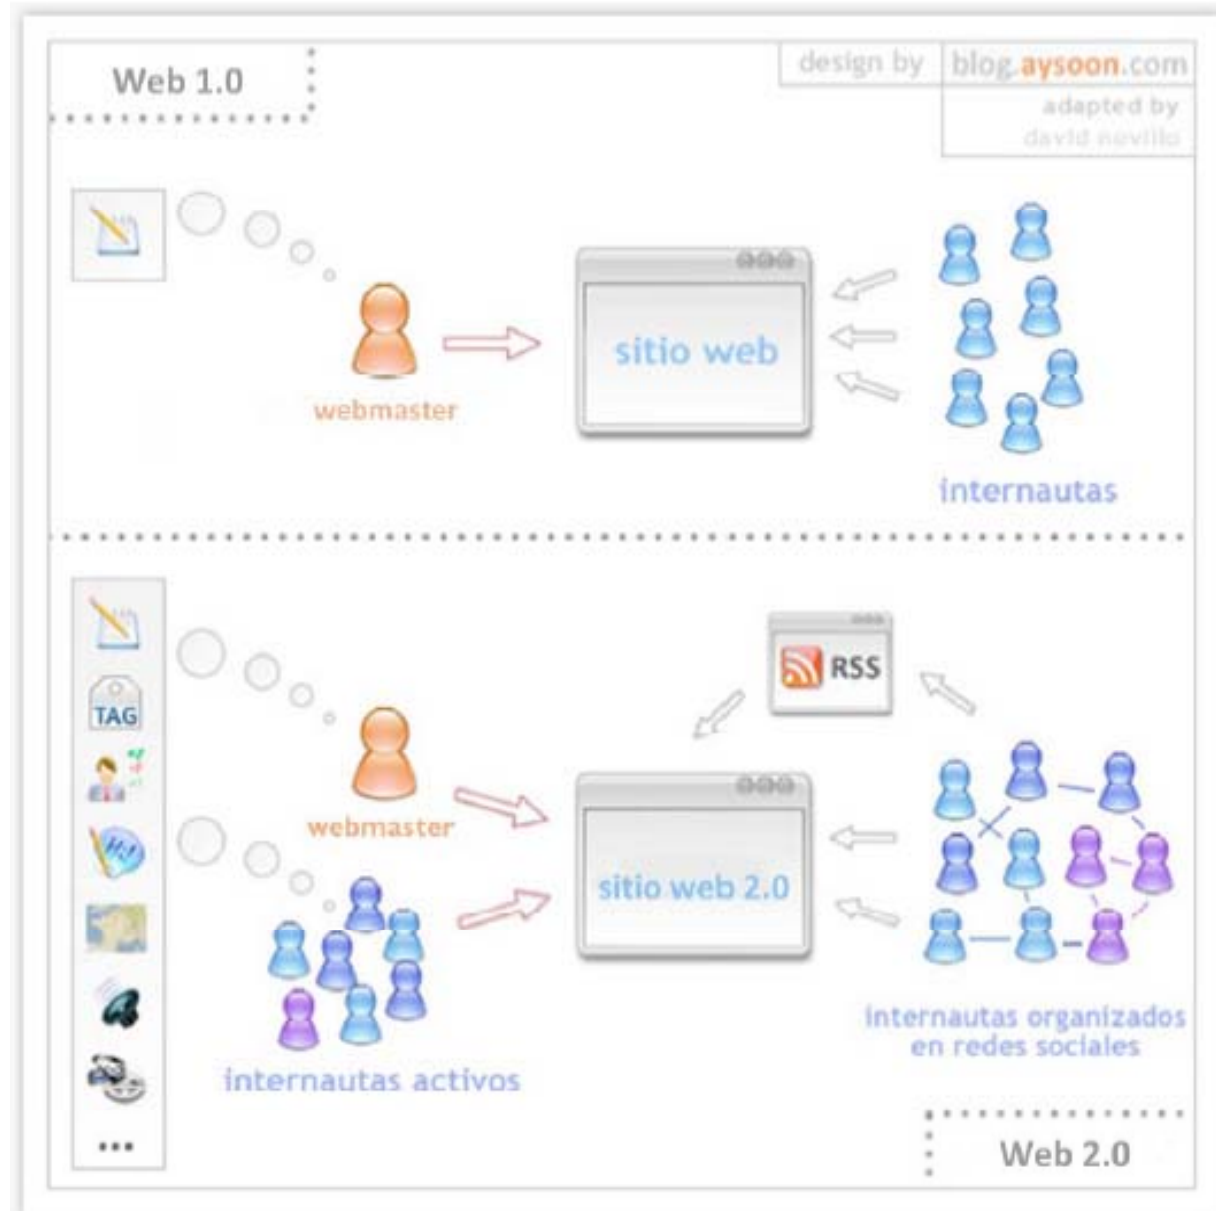 Web 1.0
design by blog.aysoon.com
adapted by
david novillo
sitio web
webmaster
internautas
RSS
TAG
webmaster
sitio web 2.0
internautas organizados
en redes sociales
internautas activos
...
Web 2.0